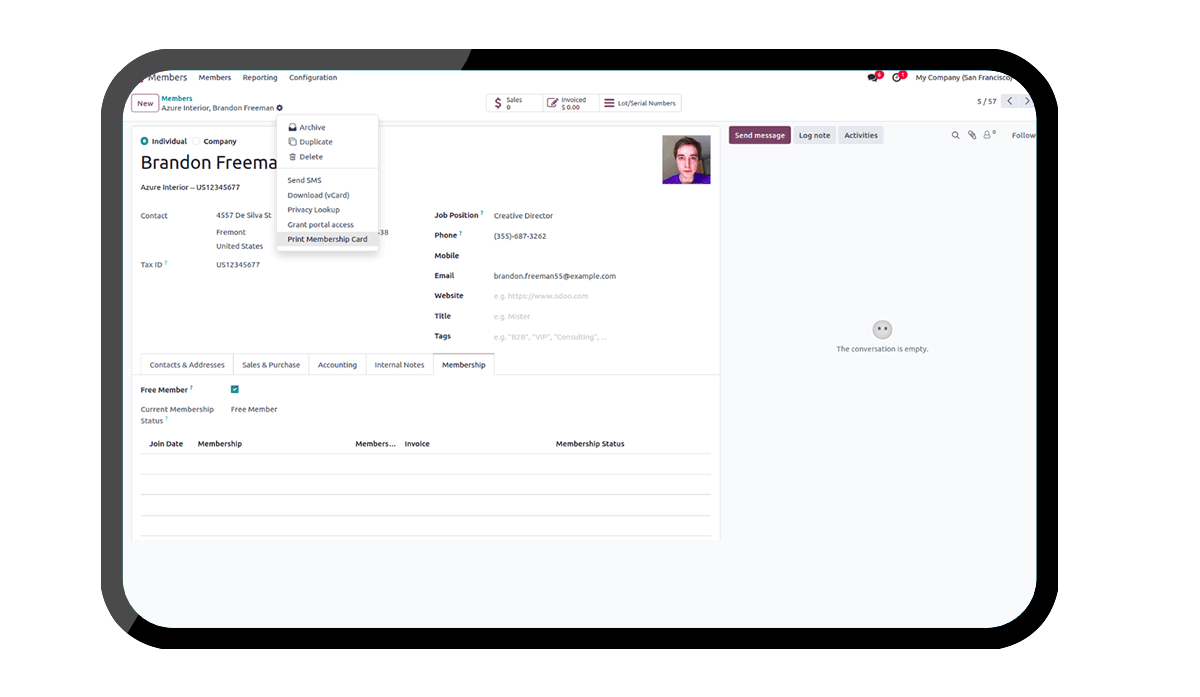 Members Members Reporting Configuration 6 1 My Company (San Francisco)
New Members
Azure Interior, Brandon Freeman
Sales 0
Invoiced $ 0.00
Lot/Serial Numbers
5 / 57
Archive
Duplicate
Delete
Send SMS
Download (vCard)
Privacy Lookup
Grant portal access
Print Membership Card
Send message Log note Activities 0 Follow
Individual Company
Brandon Freema
Azure Interior – US12345677
Contact 4557 De Silva St
Fremont
United States
Tax ID ? US12345677
Job Position ? Creative Director
Phone ? (355)-687-3262
Mobile
Email brandon.freeman55@example.com
Website e.g. https://www.odoo.com
Title e.g. Mister
Tags e.g. "B2B", "VIP", "Consulting", ...
The conversation is empty.
Contacts & Addresses Sales & Purchase Accounting Internal Notes Membership
Free Member ?
Current Membership Status ? Free Member
Join Date Membership Members... Invoice Membership Status